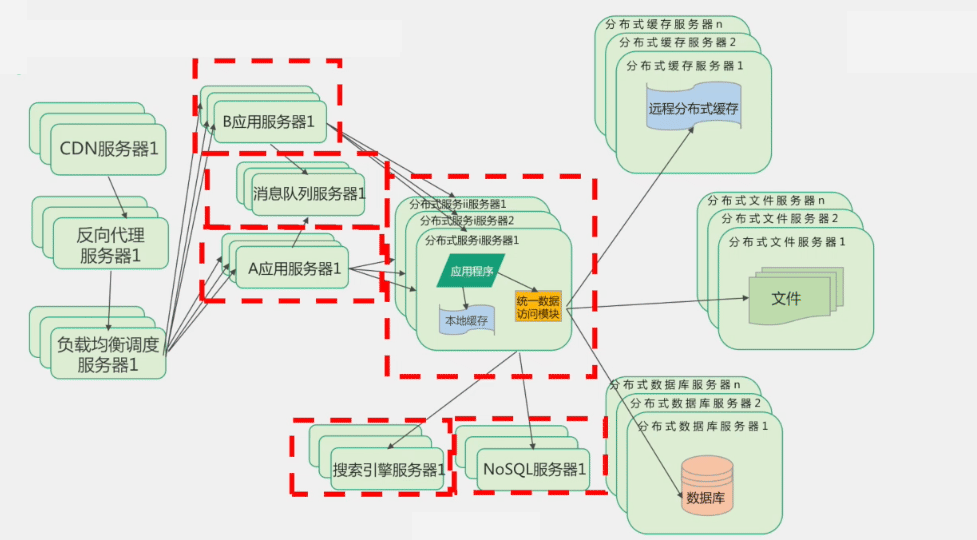 CDN服务器1
反向代理
服务器1
负载均衡调度
服务器1
B应用服务器1
消息队列服务器1
A应用服务器1
分布式服务ii服务器1
分布式服务i服务器2
分布式服务i服务器1
应用程序
本地缓存
统一数据
访问模块
搜索引擎服务器1
NoSQL服务器1
分布式缓存服务器n
分布式缓存服务器2
分布式缓存服务器1
远程分布式缓存
分布式文件服务器n
分布式文件服务器2
分布式文件服务器1
文件
分布式数据库服务器n
分布式数据库服务器2
分布式数据库服务器1
数据库